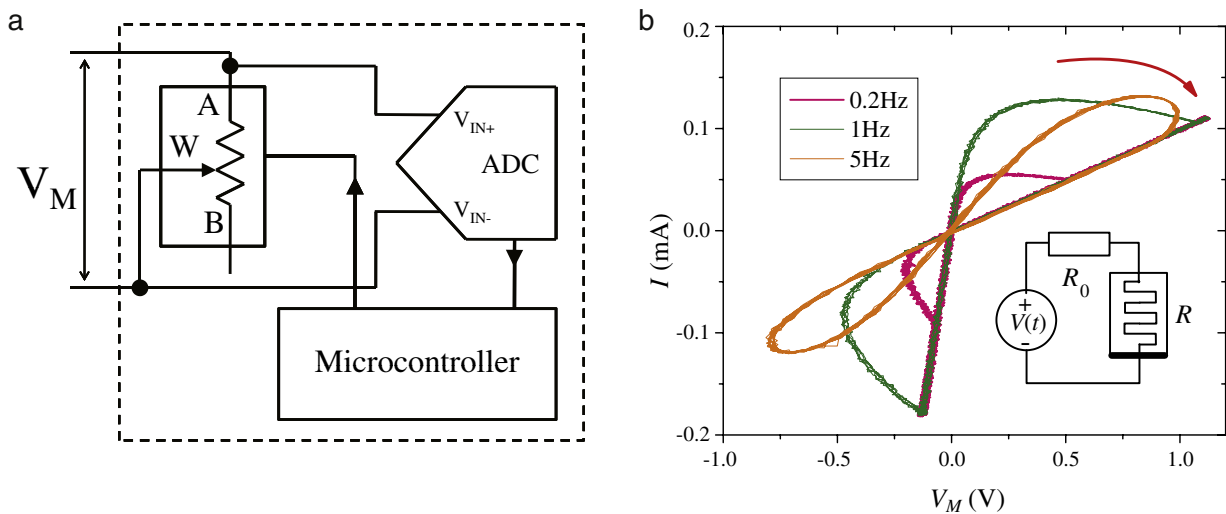 a
V_M
A
W
B
V_IN+
ADC
V_IN-
Microcontroller
b
0.2
0.1
0.0
-0.1
-0.2
I (mA)
0.2Hz
1Hz
5Hz
R_0
+
V(t)
-
R
-1.0 -0.5 0.0 0.5 1.0
V_M (V)